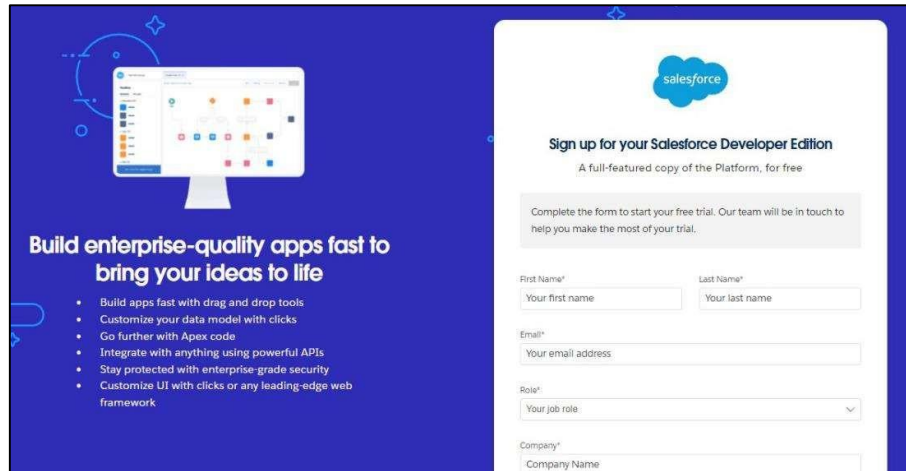 Build enterprise-quality apps fast to
bring your ideas to life
• Build apps fast with drag and drop tools
• Customize your data model with clicks
• Go further with Apex code
• Integrate with anything using powerful APIs
• Stay protected with enterprise-grade security
• Customize UI with clicks or any leading-edge web
framework
salesforce
Sign up for your Salesforce Developer Edition
A full-featured copy of the Platform, for free
Complete the form to start your free trial. Our team will be in touch to
help you make the most of your trial.
First Name* Last Name*
Your first name Your last name
Email*
Your email address
Role*
Your job role
Company*
Company Name